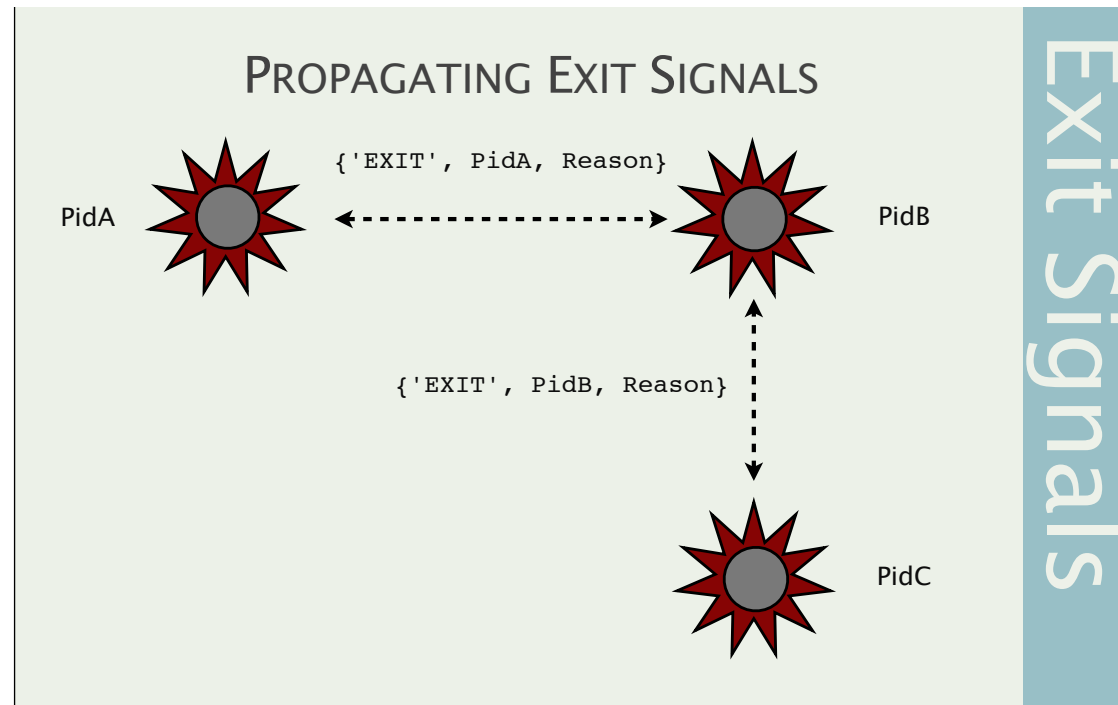 PROPAGATING EXIT SIGNALS
{'EXIT', PidA, Reason}
PidA
PidB
{'EXIT', PidB, Reason}
PidC
Exit Signals